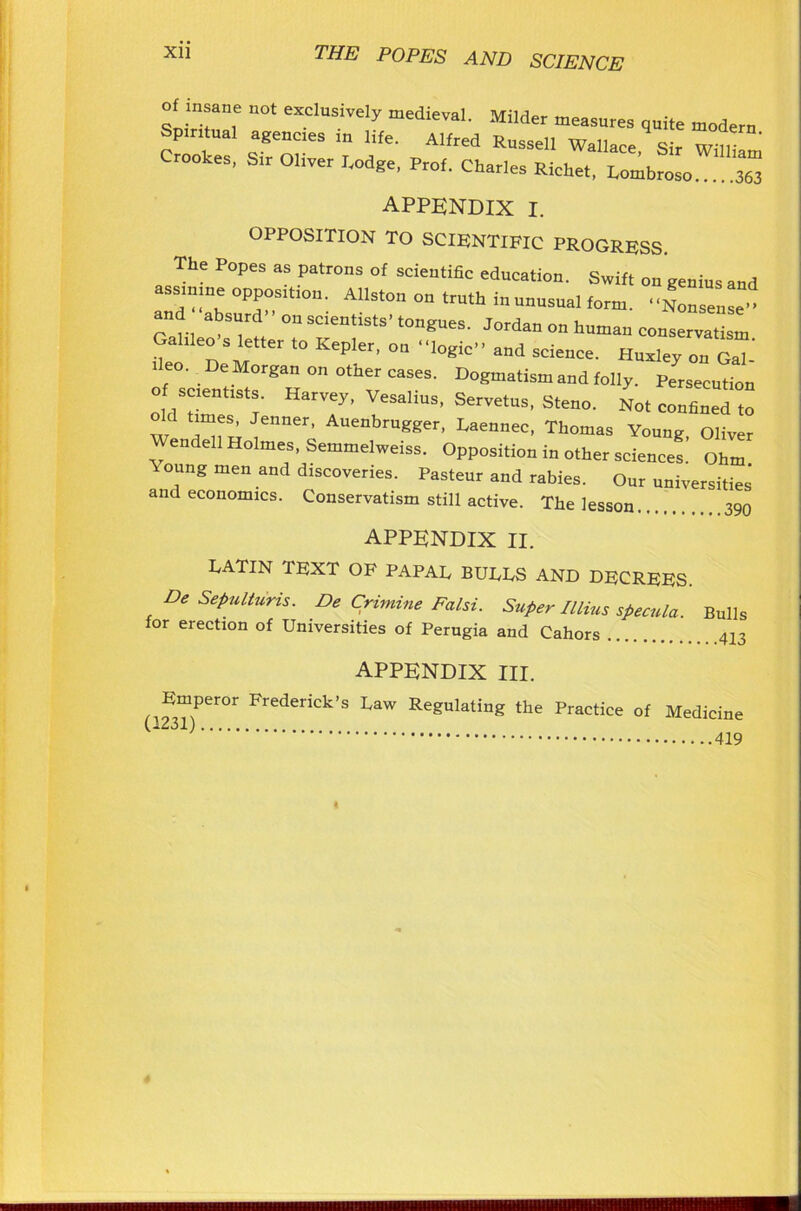 xii THE POPES AND SCIENCE
of insane not exclusively medieval. Milder measures quite modern.
Spiritual agencies in life. Alfred Russell Wallace, Sir William
Crookes, Sir Oliver Lodge, Prof. Charles Richet, Lombroso.....363
APPENDIX I.
OPPOSITION TO SCIENTIFIC PROGRESS.
The Popes as patrons of scientific education. Swift on genius and
assinine opposition. Allston on truth in unusual form. "Nonsense"
and "absurd" on scientists' tongues. Jordan on human conservatism.
Galileo's letter to Kepler, on "logic" and science. Huxley on Gal-
ileo. DeMorgan on other cases. Dogmatism and folly. Persecution
of scientists. Harvey, Vesalius, Servetus, Steno. Not confined to
old times, Jenner, Auenbrugger, Laennec, Thomas Young, Oliver
Wendell Holmes, Semmelweiss. Opposition in other sciences. Ohm.
Young men and discoveries. Pasteur and rabies. Our universities
and economics. Conservatism still active. The lesson...........390
APPENDIX II.
LATIN TEXT OF PAPAL BULLS AND DECREES.
De Sepulturis. De Crimine Falsi. Super Illius specula. Bulls
for erection of Universities of Perugia and Cahors..............413
APPENDIX III.
Emperor Frederick's Law Regulating the Practice of Medicine
(1231)..................................................419